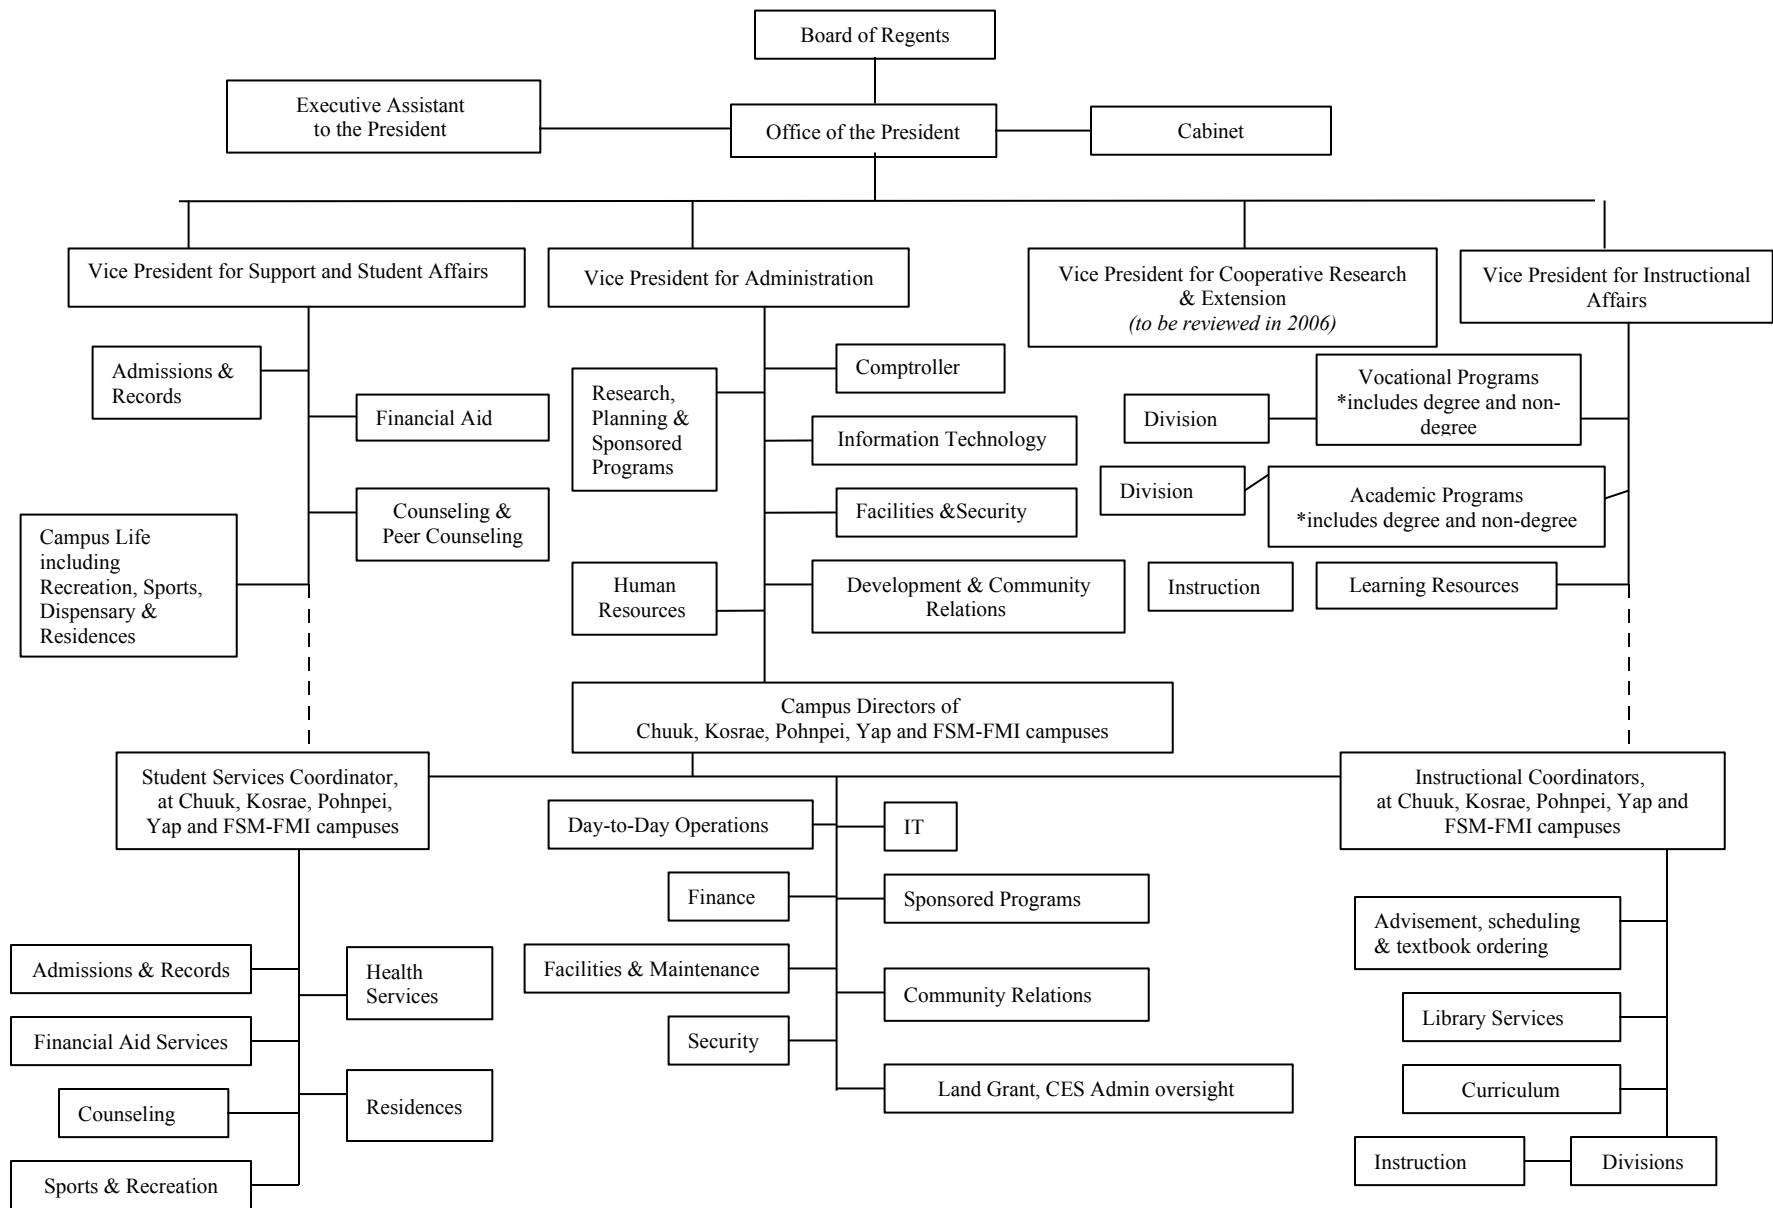 Board of Regents
Executive Assistant
to the President
Office of the President
Cabinet
Vice President for Support and Student Affairs
Vice President for Administration
Vice President for Cooperative Research
& Extension
(to be reviewed in 2006)
Vice President for Instructional
Affairs
Admissions &
Records
Financial Aid
Counseling &
Peer Counseling
Campus Life
including
Recreation, Sports,
Dispensary &
Residences
Research,
Planning &
Sponsored
Programs
Comptroller
Information Technology
Facilities &Security
Human
Resources
Development & Community
Relations
Division
Vocational Programs
*includes degree and non-
degree
Division
Academic Programs
*includes degree and non-degree
Instruction
Learning Resources
Campus Directors of
Chuuk, Kosrae, Pohnpei, Yap and FSM-FMI campuses
Student Services Coordinator,
at Chuuk, Kosrae, Pohnpei,
Yap and FSM-FMI campuses
Instructional Coordinators,
at Chuuk, Kosrae, Pohnpei, Yap and
FSM-FMI campuses
Day-to-Day Operations
IT
Finance
Sponsored Programs
Facilities & Maintenance
Community Relations
Security
Land Grant, CES Admin oversight
Admissions & Records
Health
Services
Financial Aid Services
Residences
Counseling
Sports & Recreation
Advisement, scheduling
& textbook ordering
Library Services
Curriculum
Instruction
Divisions